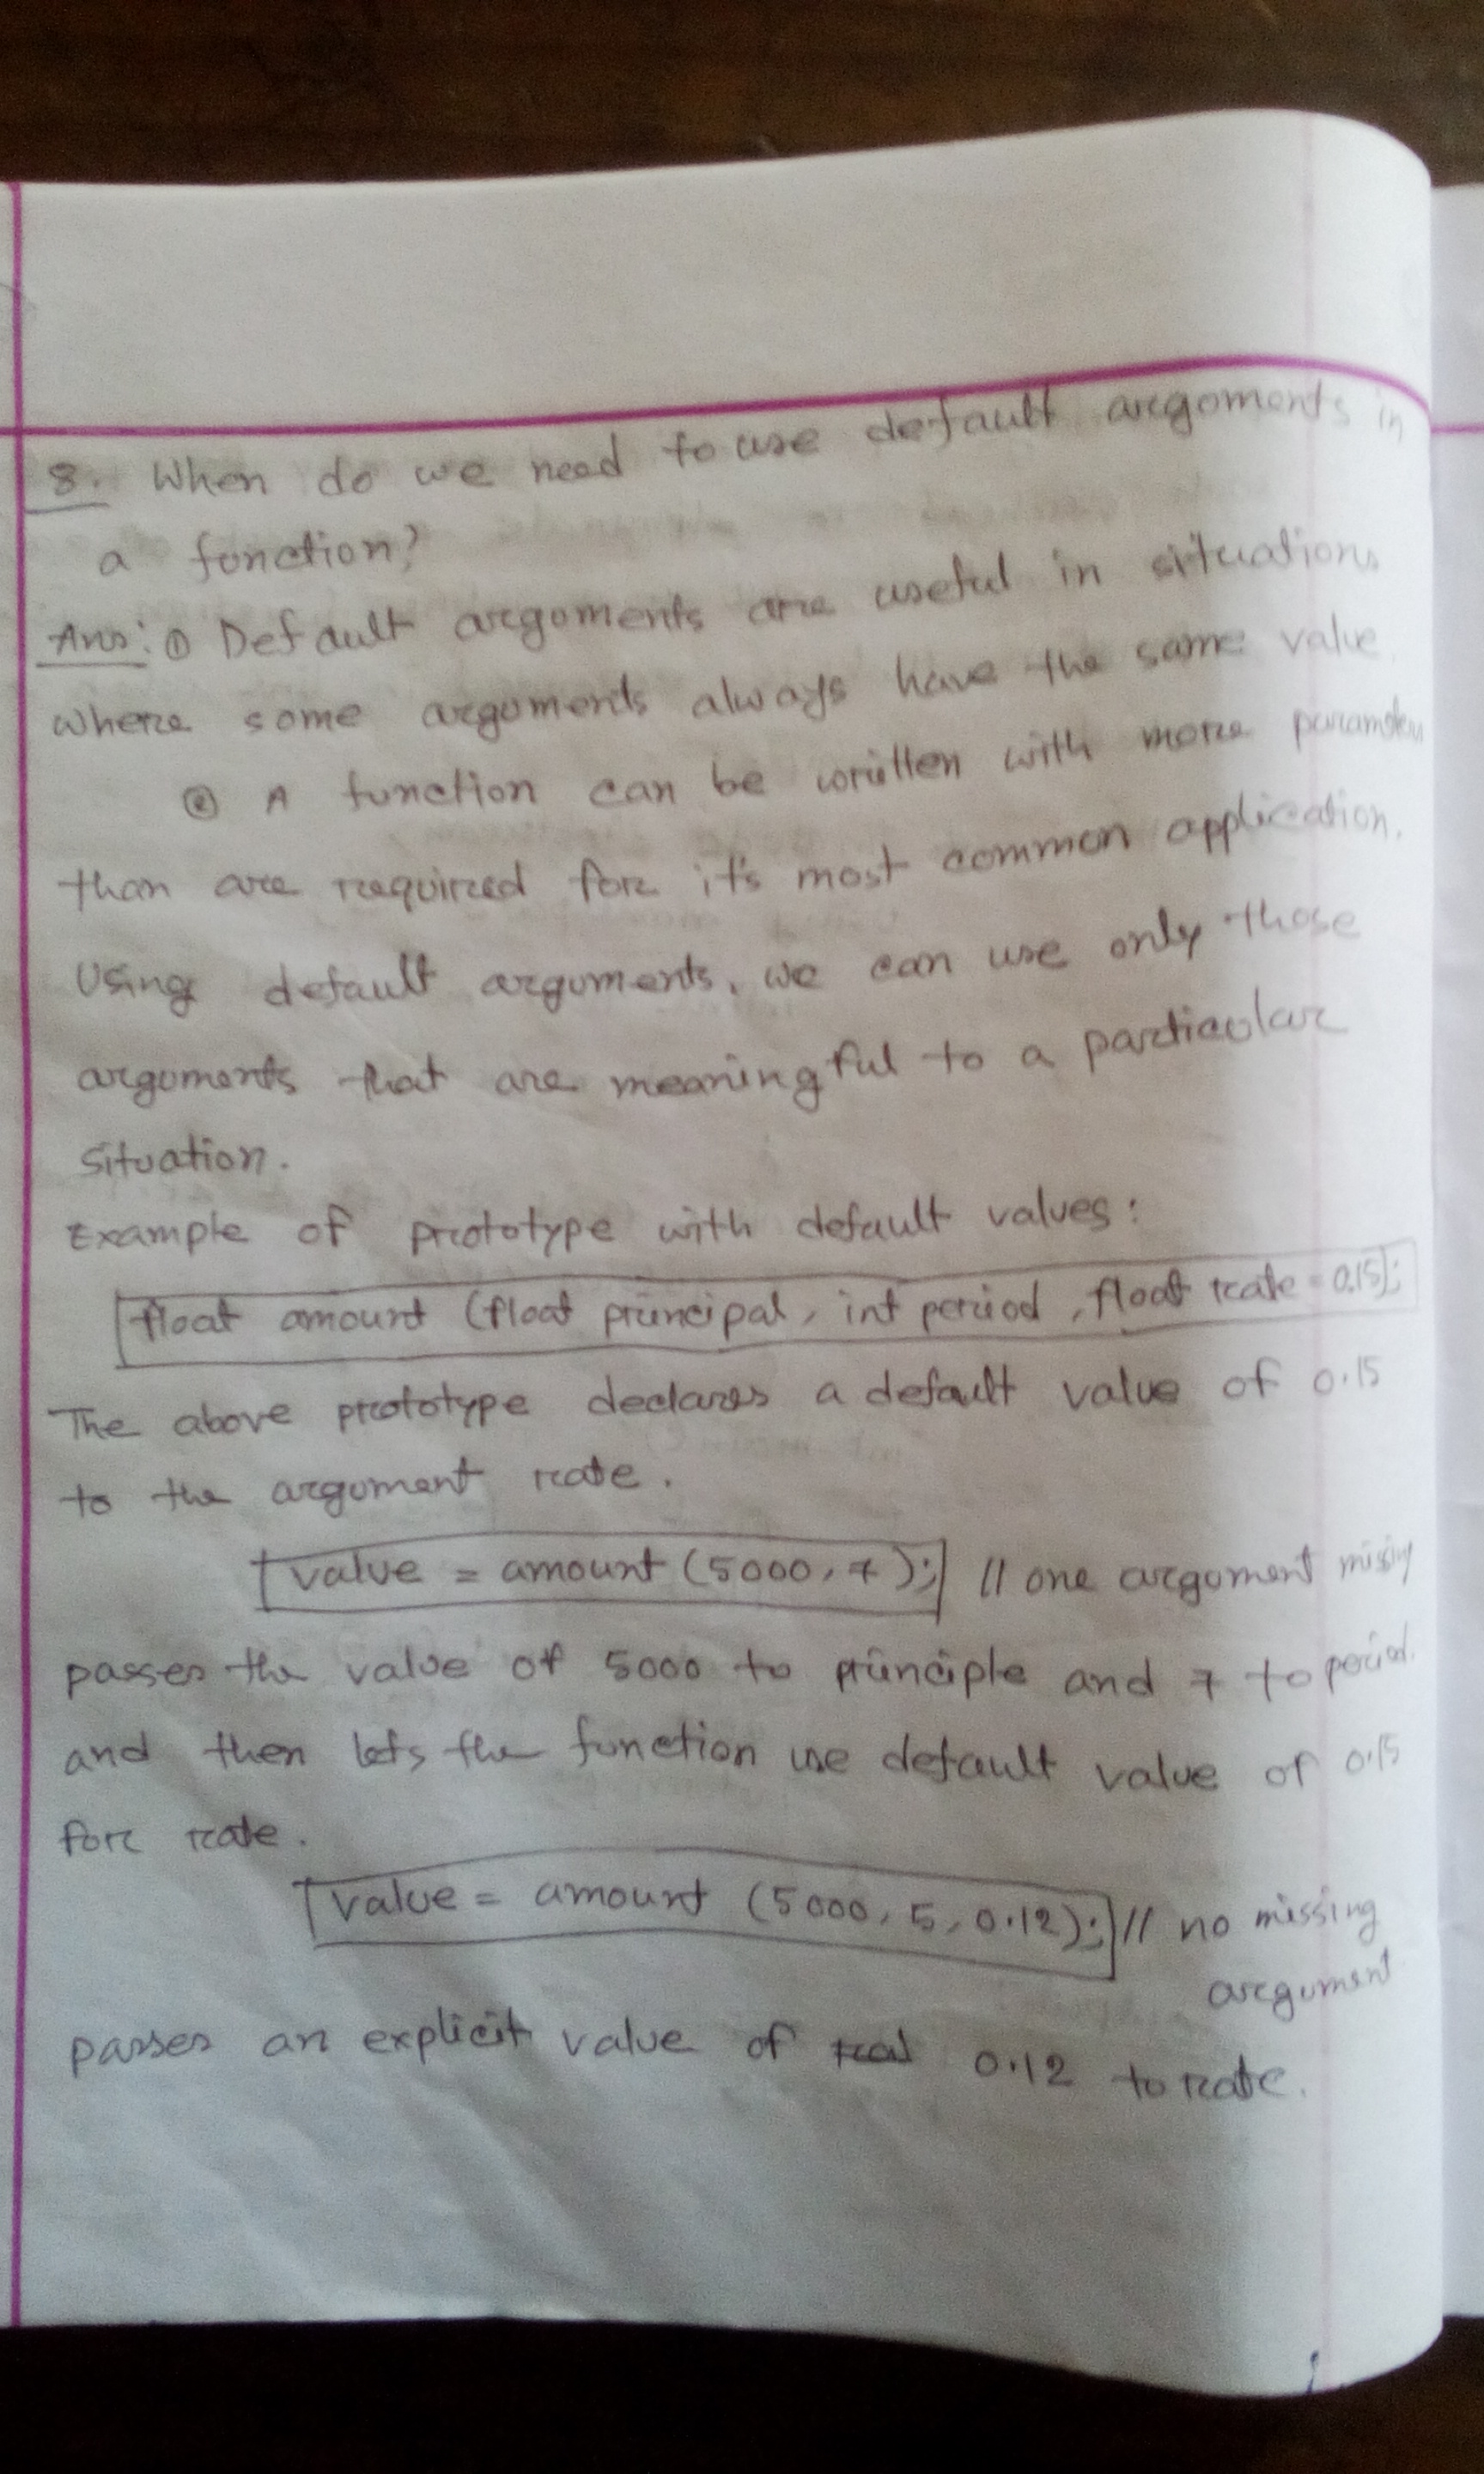 8. When do we need to use default argoments in
a function?
Ans: ① Default argoments are useful in situations
where some arguments always have the same value.
② A function can be written with more parameters
than are required for it's most common application.
Using default arguments, we can use only those
argoments that are meaningful to a particular
situation.
Example of prototype with default values:
float amount (float principal, int period, float rate = 0.15);
The above prototype declares a default value of 0.15
to the argument rate.
value = amount (5000, 7); // one argument missing
passes the value of 5000 to principle and 7 to period.
and then lets the function use default value of 0.15
for rate.
value = amount (5000, 5, 0.12); // no missing
argument
passes an explicit value of 0.12 to rate.